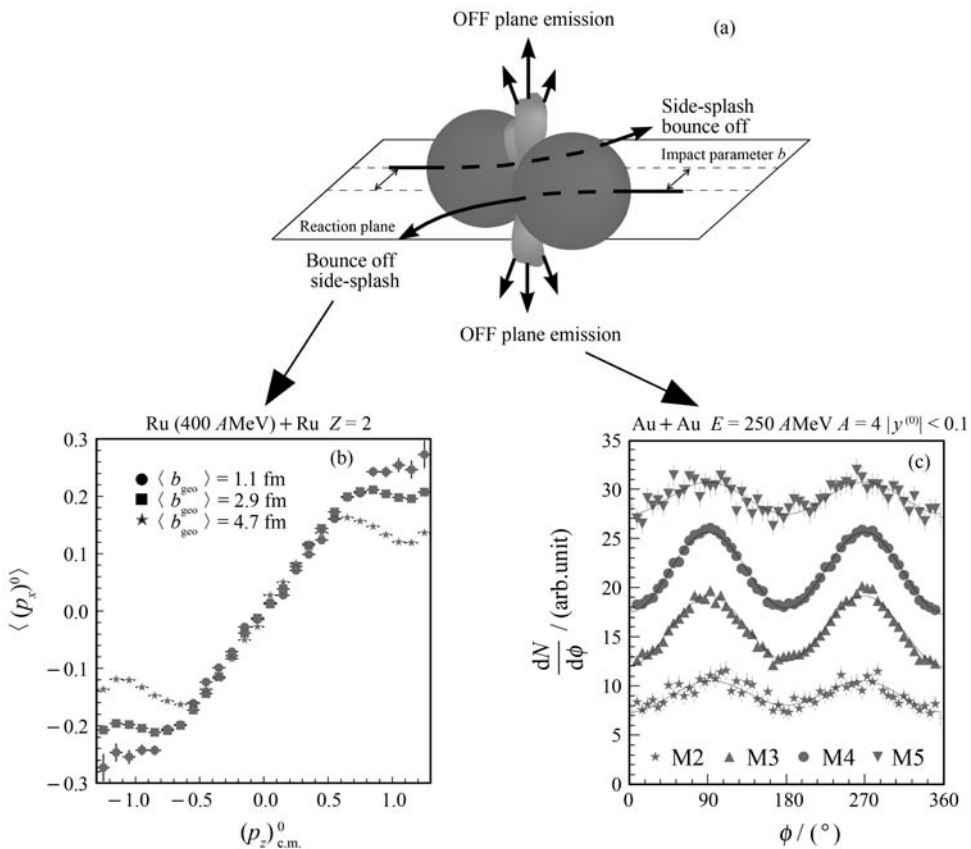 OFF plane emission
(a)
Side-splash
bounce off
Impact parameter b
Reaction plane
Bounce off
side-splash
OFF plane emission
Ru (400 AMeV) + Ru Z = 2
(b)
⟨ b_geo ⟩ = 1.1 fm
⟨ b_geo ⟩ = 2.9 fm
⟨ b_geo ⟩ = 4.7 fm
0.3
0.2
0.1
0.0
−0.1
−0.2
−0.3
⟨ (p_x)^0 ⟩
−1.0 −0.5 0.0 0.5 1.0
(p_z)^0_c.m.
Au + Au E = 250 AMeV A = 4 |y^(0)| < 0.1
(c)
35
30
25
20
15
10
5
0
dN/dϕ / (arb.unit)
M2 M3 M4 M5
0 90 180 270 360
ϕ / (°)